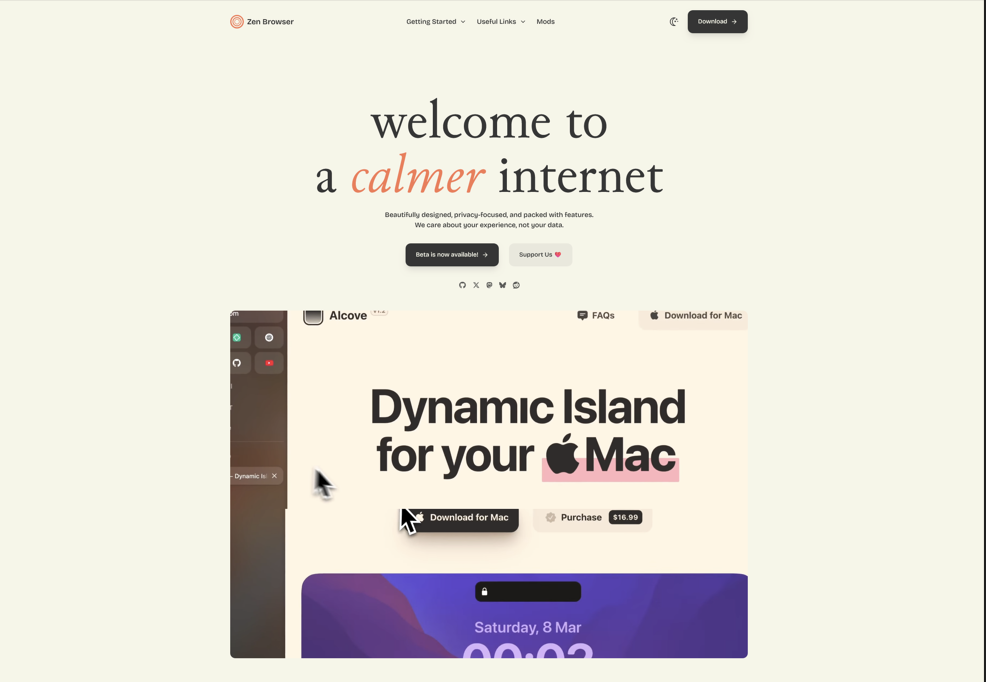 Zen Browser
Getting Started
Useful Links
Mods
Download →
welcome to
a calmer internet
Beautifully designed, privacy-focused, and packed with features.
We care about your experience, not your data.
Beta is now available! →
Support Us ❤️
Alcove
v1.2
FAQs
Download for Mac
Dynamic Island
for your Mac
- Dynamic Is
Download for Mac
Purchase
$16.99
Saturday, 8 Mar